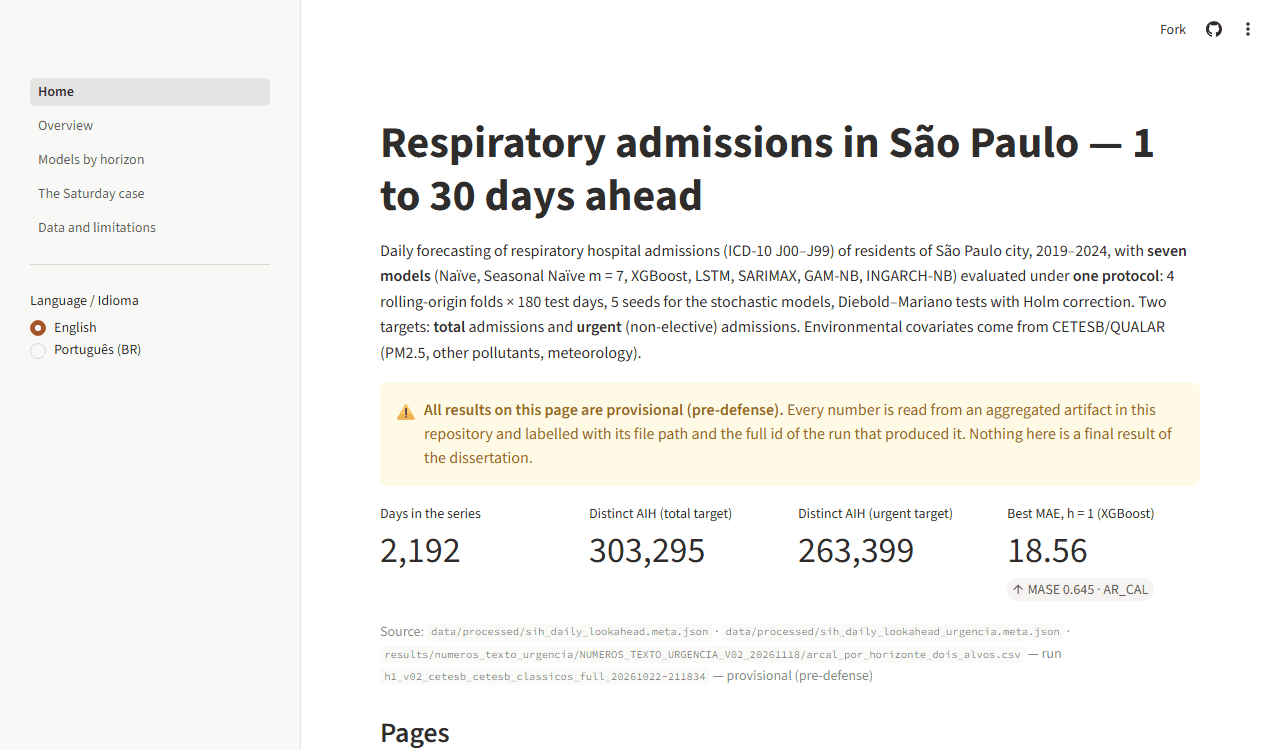 Fork
Home
Overview
Models by horizon
The Saturday case
Data and limitations
Language / Idioma
English
Português (BR)
Respiratory admissions in São Paulo — 1
to 30 days ahead
Daily forecasting of respiratory hospital admissions (ICD-10 J00–J99) of residents of São Paulo city, 2019–2024, with seven
models (Naïve, Seasonal Naïve m = 7, XGBoost, LSTM, SARIMAX, GAM-NB, INGARCH-NB) evaluated under one protocol: 4
rolling-origin folds × 180 test days, 5 seeds for the stochastic models, Diebold–Mariano tests with Holm correction. Two
targets: total admissions and urgent (non-elective) admissions. Environmental covariates come from CETESB/QUALAR
(PM2.5, other pollutants, meteorology).
All results on this page are provisional (pre-defense). Every number is read from an aggregated artifact in this
repository and labelled with its file path and the full id of the run that produced it. Nothing here is a final result of
the dissertation.
Days in the series
2,192
Distinct AIH (total target)
303,295
Distinct AIH (urgent target)
263,399
Best MAE, h = 1 (XGBoost)
18.56
↑ MASE 0.645 · AR_CAL
Source: data/processed/sih_daily_lookahead.meta.json · data/processed/sih_daily_lookahead_urgencia.meta.json ·
results/numeros_texto_urgencia/NUMEROS_TEXTO_URGENCIA_V02_20261118/arcal_por_horizonte_dois_alvos.csv — run
h1_v02_cetesb_cetesb_classicos_full_20261022-211834 — provisional (pre-defense)
Pages